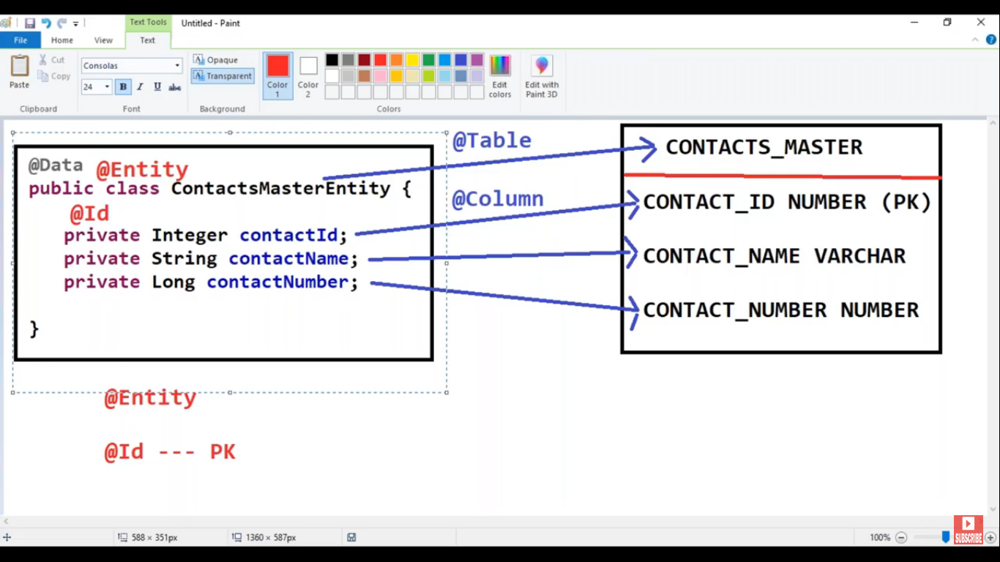 Text Tools
Untitled - Paint
File
Home
View
Text
Paste
Cut
Copy
Clipboard
Consolas
24
B
I
U
abc
Font
Opaque
Transparent
Background
Color
1
Color
2
Edit
colors
Edit with
Paint 3D
Colors
@Data @Entity
public class ContactsMasterEntity {
@Id
private Integer contactId;
private String contactName;
private Long contactNumber;
}
@Table
@Column
CONTACTS_MASTER
CONTACT_ID NUMBER (PK)
CONTACT_NAME VARCHAR
CONTACT_NUMBER NUMBER
@Entity
@Id --- PK
588 × 351px
1360 × 587px
100%
SUBSCRIBE